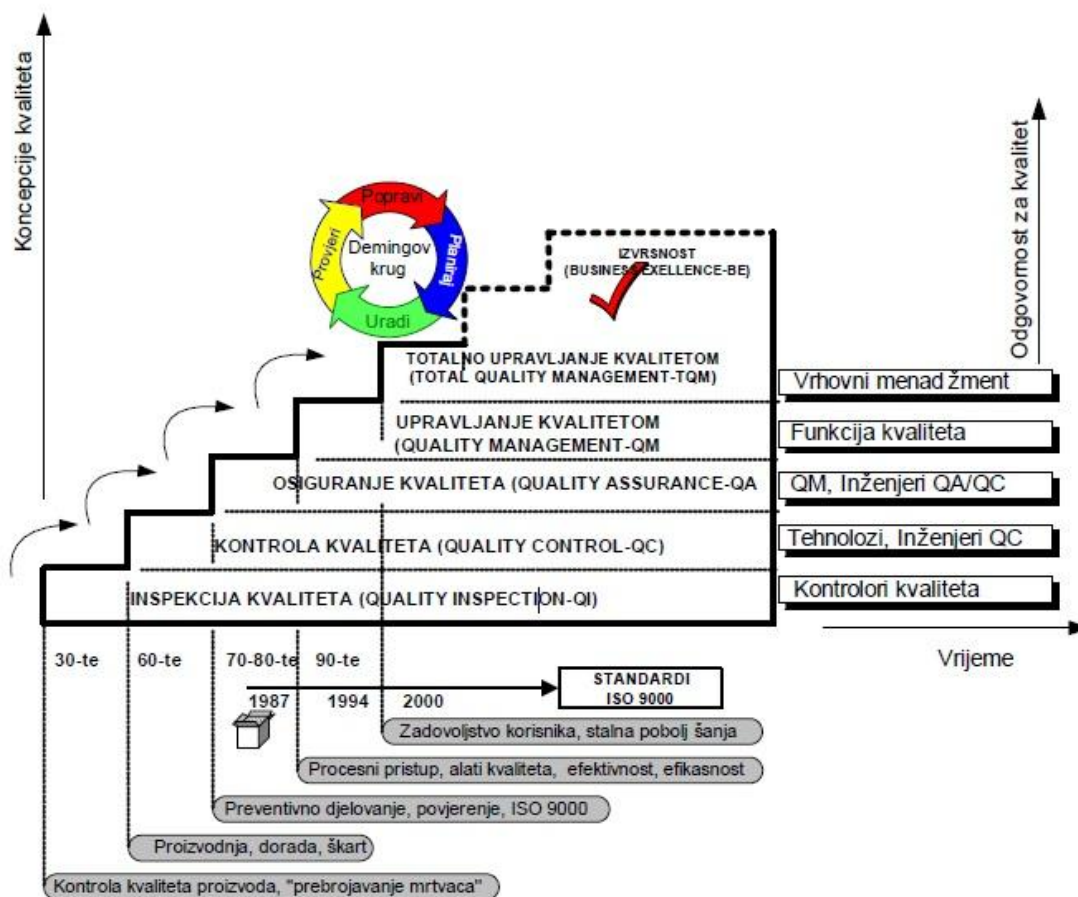 Koncepcije kvaliteta
Odgovornost za kvalitet
Popravi
Planiraj
Uradi
Provjeri
Demingov
krug
IZVRSNOST
(BUSINESS EXELLENCE-BE)
TOTALNO UPRAVLJANJE KVALITETOM
(TOTAL QUALITY MANAGEMENT-TQM)
Vrhovni menad žment
UPRAVLJANJE KVALITETOM
(QUALITY MANAGEMENT-QM
Funkcija kvaliteta
OSIGURANJE KVALITETA (QUALITY ASSURANCE-QA
QM, Inženjeri QA/QC
KONTROLA KVALITETA (QUALITY CONTROL-QC)
Tehnolozi, Inženjeri QC
INSPEKCIJA KVALITETA (QUALITY INSPECTION-QI)
Kontrolori kvaliteta
30-te
60-te
70-80-te
90-te
Vrijeme
1987
1994
2000
STANDARDI
ISO 9000
Zadovoljstvo korisnika, stalna pobolj šanja
Procesni pristup, alati kvaliteta, efektivnost, efikasnost
Preventivno djelovanje, povjerenje, ISO 9000
Proizvodnja, dorada, škart
Kontrola kvaliteta proizvoda, "prebrojavanje mrtvaca"